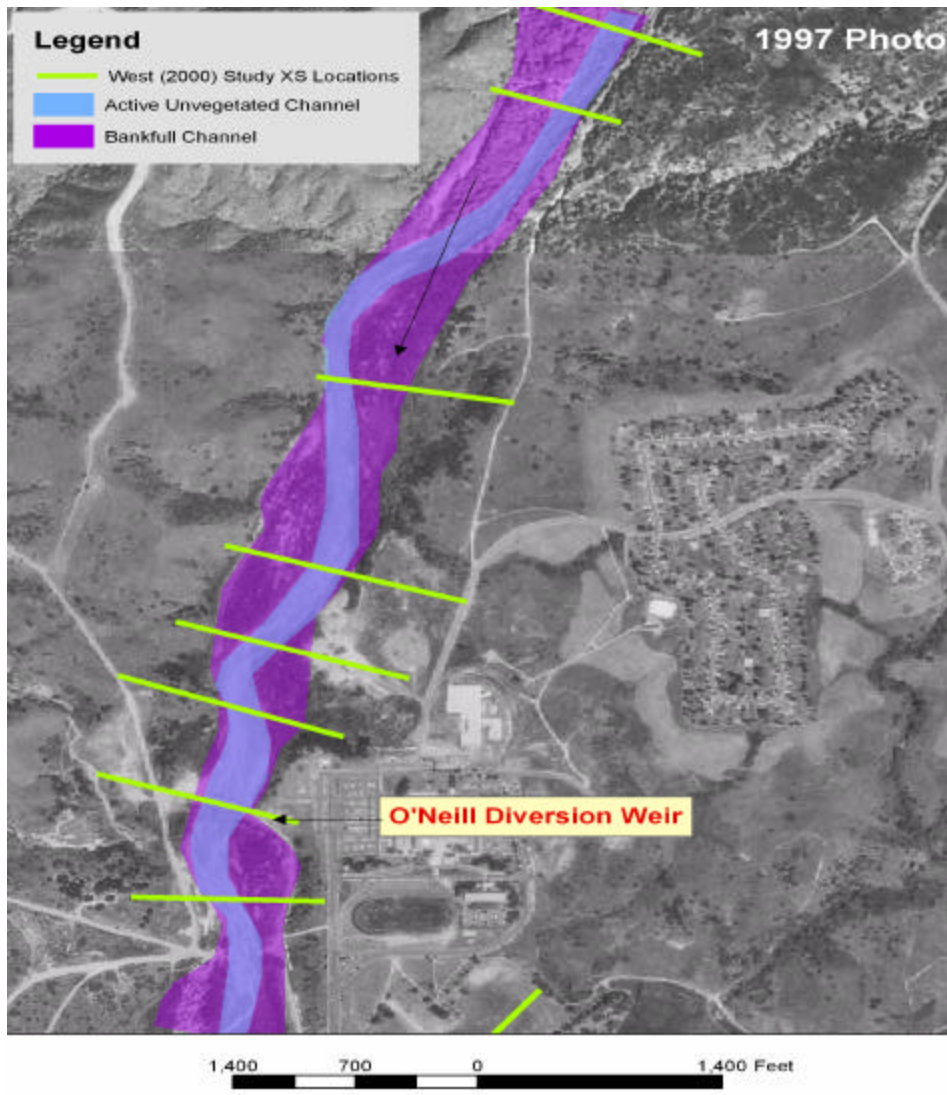 Legend
1997 Photo
West (2000) Study XS Locations
Active Unvegetated Channel
Bankfull Channel
O'Neill Diversion Weir
1,400 700 0 1,400 Feet